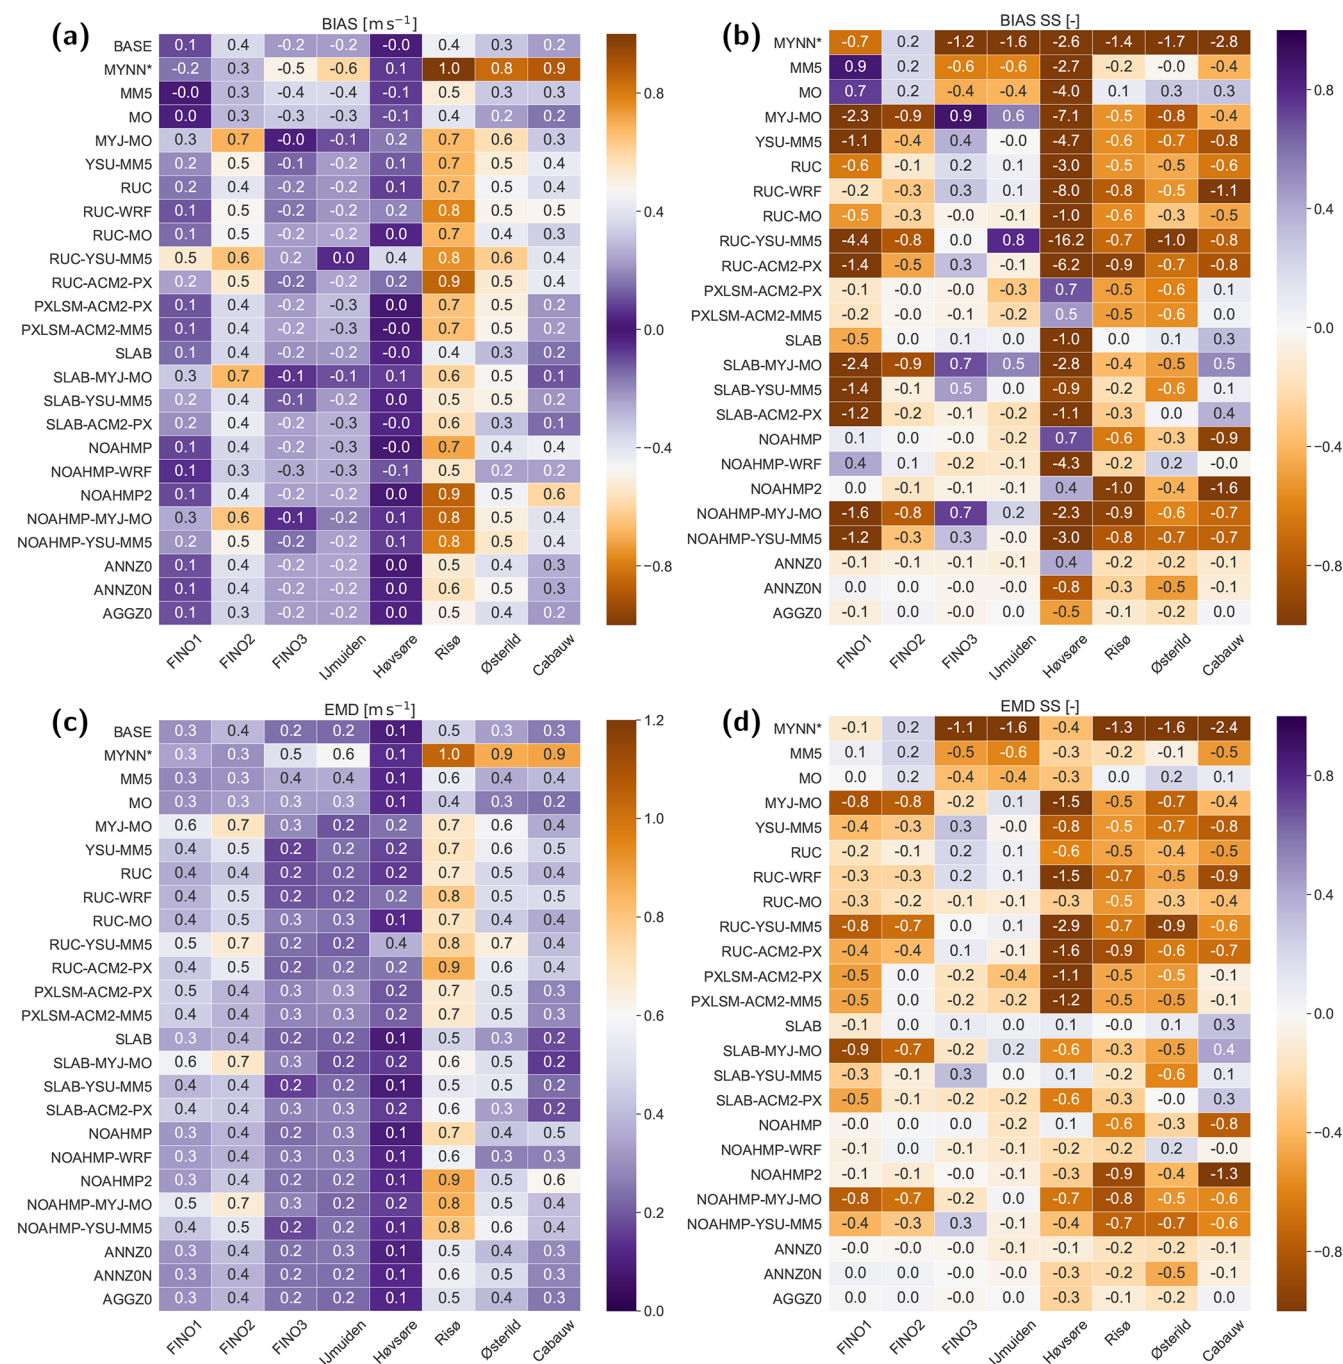 (a)
BIAS [m s⁻¹]
BASE 0.1 0.4 -0.2 -0.2 -0.0 0.4 0.3 0.2
MYNN* -0.2 0.3 -0.5 -0.6 0.1 1.0 0.8 0.9
MM5 -0.0 0.3 -0.4 -0.4 -0.1 0.5 0.3 0.3
MO 0.0 0.3 -0.3 -0.3 -0.1 0.4 0.2 0.2
MYJ-MO 0.3 0.7 -0.0 -0.1 0.2 0.7 0.6 0.3
YSU-MM5 0.2 0.5 -0.1 -0.2 0.1 0.7 0.5 0.4
RUC 0.2 0.4 -0.2 -0.2 0.1 0.7 0.5 0.4
RUC-WRF 0.1 0.5 -0.2 -0.2 0.2 0.8 0.5 0.5
RUC-MO 0.1 0.5 -0.2 -0.2 0.0 0.7 0.4 0.3
RUC-YSU-MM5 0.5 0.6 0.2 0.0 0.4 0.8 0.6 0.4
RUC-ACM2-PX 0.2 0.5 -0.2 -0.2 0.2 0.9 0.5 0.4
PXLSM-ACM2-PX 0.1 0.4 -0.2 -0.3 0.0 0.7 0.5 0.2
PXLSM-ACM2-MM5 0.1 0.4 -0.2 -0.3 -0.0 0.7 0.5 0.2
SLAB 0.1 0.4 -0.2 -0.2 -0.0 0.4 0.3 0.2
SLAB-MYJ-MO 0.3 0.7 -0.1 -0.1 0.1 0.6 0.5 0.1
SLAB-YSU-MM5 0.2 0.4 -0.1 -0.2 0.0 0.5 0.5 0.2
SLAB-ACM2-PX 0.2 0.4 -0.2 -0.3 0.0 0.6 0.3 0.1
NOAHMP 0.1 0.4 -0.2 -0.3 -0.0 0.7 0.4 0.4
NOAHMP-WRF 0.1 0.3 -0.3 -0.3 -0.1 0.5 0.2 0.2
NOAHMP2 0.1 0.4 -0.2 -0.2 0.0 0.9 0.5 0.6
NOAHMP-MYJ-MO 0.3 0.6 -0.1 -0.2 0.1 0.8 0.5 0.4
NOAHMP-YSU-MM5 0.2 0.5 -0.2 -0.2 0.1 0.8 0.5 0.4
ANNZ0 0.1 0.4 -0.2 -0.2 0.0 0.5 0.4 0.3
ANNZ0N 0.1 0.4 -0.2 -0.2 0.0 0.6 0.5 0.3
AGGZ0 0.1 0.3 -0.2 -0.2 0.0 0.5 0.4 0.2
FINO1 FINO2 FINO3 IJmuiden Høvsøre Risø Østerild Cabauw
0.8
0.4
0.0
-0.4
-0.8
(b)
BIAS SS [-]
MYNN* -0.7 0.2 -1.2 -1.6 -2.6 -1.4 -1.7 -2.8
MM5 0.9 0.2 -0.6 -0.6 -2.7 -0.2 -0.0 -0.4
MO 0.7 0.2 -0.4 -0.4 -4.0 0.1 0.3 0.3
MYJ-MO -2.3 -0.9 0.9 0.6 -7.1 -0.5 -0.8 -0.4
YSU-MM5 -1.1 -0.4 0.4 -0.0 -4.7 -0.6 -0.7 -0.8
RUC -0.6 -0.1 0.2 0.1 -3.0 -0.5 -0.5 -0.6
RUC-WRF -0.2 -0.3 0.3 0.1 -8.0 -0.8 -0.5 -1.1
RUC-MO -0.5 -0.3 -0.0 -0.1 -1.0 -0.6 -0.3 -0.5
RUC-YSU-MM5 -4.4 -0.8 0.0 0.8 -16.2 -0.7 -1.0 -0.8
RUC-ACM2-PX -1.4 -0.5 0.3 -0.1 -6.2 -0.9 -0.7 -0.8
PXLSM-ACM2-PX -0.1 -0.0 -0.0 -0.3 0.7 -0.5 -0.6 0.1
PXLSM-ACM2-MM5 -0.2 -0.0 -0.1 -0.2 0.5 -0.5 -0.6 0.0
SLAB -0.5 0.0 0.1 0.0 -1.0 0.0 0.1 0.3
SLAB-MYJ-MO -2.4 -0.9 0.7 0.5 -2.8 -0.4 -0.5 0.5
SLAB-YSU-MM5 -1.4 -0.1 0.5 0.0 -0.9 -0.2 -0.6 0.1
SLAB-ACM2-PX -1.2 -0.2 -0.1 -0.2 -1.1 -0.3 0.0 0.4
NOAHMP 0.1 0.0 -0.0 -0.2 0.7 -0.6 -0.3 -0.9
NOAHMP-WRF 0.4 0.1 -0.2 -0.1 -4.3 -0.2 0.2 -0.0
NOAHMP2 0.0 -0.1 -0.1 -0.1 0.4 -1.0 -0.4 -1.6
NOAHMP-MYJ-MO -1.6 -0.8 0.7 0.2 -2.3 -0.9 -0.6 -0.7
NOAHMP-YSU-MM5 -1.2 -0.3 0.3 -0.0 -3.0 -0.8 -0.7 -0.7
ANNZ0 -0.1 -0.1 -0.1 -0.1 0.4 -0.2 -0.2 -0.1
ANNZ0N 0.0 0.0 -0.0 0.0 -0.8 -0.3 -0.5 -0.1
AGGZ0 -0.1 0.0 -0.0 0.0 -0.5 -0.1 -0.2 0.0
FINO1 FINO2 FINO3 IJmuiden Høvsøre Risø Østerild Cabauw
0.8
0.4
0.0
-0.4
-0.8
(c)
EMD [m s⁻¹]
BASE 0.3 0.4 0.2 0.2 0.1 0.5 0.3 0.3
MYNN* 0.3 0.3 0.5 0.6 0.1 1.0 0.9 0.9
MM5 0.3 0.3 0.4 0.4 0.1 0.6 0.4 0.4
MO 0.3 0.3 0.3 0.3 0.1 0.4 0.3 0.2
MYJ-MO 0.6 0.7 0.3 0.2 0.2 0.7 0.6 0.4
YSU-MM5 0.4 0.5 0.2 0.2 0.2 0.7 0.6 0.5
RUC 0.4 0.4 0.2 0.2 0.2 0.7 0.5 0.4
RUC-WRF 0.4 0.5 0.2 0.2 0.2 0.8 0.5 0.5
RUC-MO 0.4 0.5 0.3 0.3 0.1 0.7 0.4 0.4
RUC-YSU-MM5 0.5 0.7 0.2 0.2 0.4 0.8 0.7 0.4
RUC-ACM2-PX 0.4 0.5 0.2 0.2 0.2 0.9 0.6 0.4
PXLSM-ACM2-PX 0.5 0.4 0.3 0.3 0.2 0.7 0.5 0.3
PXLSM-ACM2-MM5 0.4 0.4 0.3 0.3 0.2 0.7 0.5 0.3
SLAB 0.3 0.4 0.2 0.2 0.1 0.5 0.3 0.2
SLAB-MYJ-MO 0.6 0.7 0.3 0.2 0.2 0.6 0.5 0.2
SLAB-YSU-MM5 0.4 0.4 0.2 0.2 0.1 0.5 0.5 0.2
SLAB-ACM2-PX 0.4 0.4 0.3 0.3 0.2 0.6 0.3 0.2
NOAHMP 0.3 0.4 0.2 0.3 0.1 0.7 0.4 0.5
NOAHMP-WRF 0.3 0.4 0.3 0.3 0.1 0.6 0.3 0.3
NOAHMP2 0.3 0.4 0.2 0.3 0.1 0.9 0.5 0.6
NOAHMP-MYJ-MO 0.5 0.7 0.3 0.2 0.2 0.8 0.5 0.4
NOAHMP-YSU-MM5 0.4 0.5 0.2 0.2 0.1 0.8 0.6 0.4
ANNZ0 0.3 0.4 0.2 0.3 0.1 0.5 0.4 0.3
ANNZ0N 0.3 0.4 0.2 0.2 0.1 0.6 0.5 0.3
AGGZ0 0.3 0.4 0.2 0.2 0.1 0.5 0.4 0.3
FINO1 FINO2 FINO3 IJmuiden Høvsøre Risø Østerild Cabauw
1.2
1.0
0.8
0.6
0.4
0.2
0.0
(d)
EMD SS [-]
MYNN* -0.1 0.2 -1.1 -1.6 -0.4 -1.3 -1.6 -2.4
MM5 0.1 0.2 -0.5 -0.6 -0.3 -0.2 -0.1 -0.5
MO 0.0 0.2 -0.4 -0.4 -0.3 0.0 0.2 0.1
MYJ-MO -0.8 -0.8 -0.2 0.1 -1.5 -0.5 -0.7 -0.4
YSU-MM5 -0.4 -0.3 0.3 -0.0 -0.8 -0.5 -0.7 -0.8
RUC -0.2 -0.1 0.2 0.1 -0.6 -0.5 -0.4 -0.5
RUC-WRF -0.3 -0.3 0.2 0.1 -1.5 -0.7 -0.5 -0.9
RUC-MO -0.3 -0.2 -0.1 -0.1 -0.3 -0.5 -0.3 -0.4
RUC-YSU-MM5 -0.8 -0.7 0.0 0.1 -2.9 -0.7 -0.9 -0.6
RUC-ACM2-PX -0.4 -0.4 0.1 -0.1 -1.6 -0.9 -0.6 -0.7
PXLSM-ACM2-PX -0.5 0.0 -0.2 -0.4 -1.1 -0.5 -0.5 -0.1
PXLSM-ACM2-MM5 -0.5 0.0 -0.2 -0.2 -1.2 -0.5 -0.5 -0.1
SLAB -0.1 0.0 0.1 0.0 0.1 -0.0 0.1 0.3
SLAB-MYJ-MO -0.9 -0.7 -0.2 0.2 -0.6 -0.3 -0.5 0.4
SLAB-YSU-MM5 -0.3 -0.1 0.3 0.0 0.1 -0.2 -0.6 0.1
SLAB-ACM2-PX -0.5 -0.1 -0.2 -0.2 -0.6 -0.3 -0.0 0.3
NOAHMP -0.0 0.0 0.0 -0.2 0.1 -0.6 -0.3 -0.8
NOAHMP-WRF -0.1 0.0 -0.1 -0.1 -0.2 -0.2 0.2 -0.0
NOAHMP2 -0.1 -0.1 -0.0 -0.1 -0.3 -0.9 -0.4 -1.3
NOAHMP-MYJ-MO -0.8 -0.7 -0.2 0.0 -0.7 -0.8 -0.5 -0.6
NOAHMP-YSU-MM5 -0.4 -0.3 0.3 -0.1 -0.4 -0.7 -0.7 -0.6
ANNZ0 -0.0 -0.0 -0.0 -0.1 -0.1 -0.2 -0.2 -0.1
ANNZ0N 0.0 0.0 -0.0 -0.0 -0.3 -0.2 -0.5 -0.1
AGGZ0 0.0 0.0 -0.0 0.0 -0.3 -0.1 -0.2 0.0
FINO1 FINO2 FINO3 IJmuiden Høvsøre Risø Østerild Cabauw
0.8
0.4
0.0
-0.4
-0.8